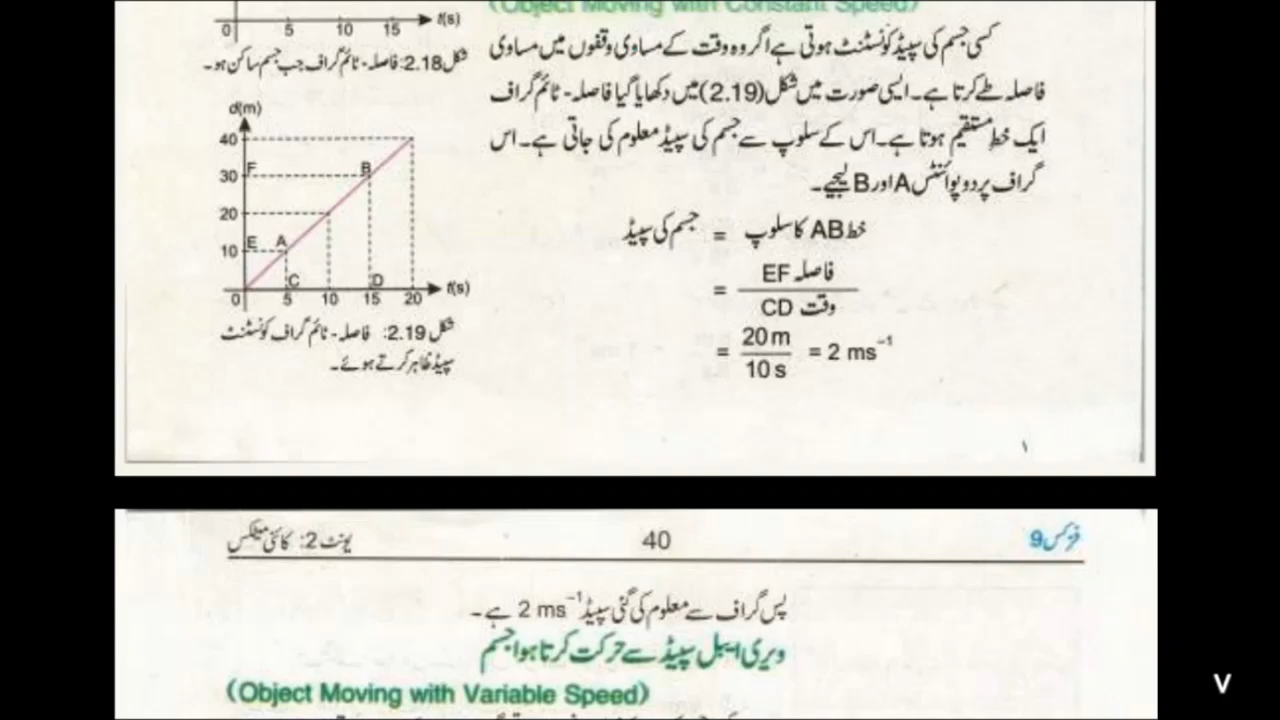 (Object Moving with Constant Speed)
کسی جسم کی سپیڈ کونسٹنٹ ہوتی ہے اگر وہ وقت کے مساوی وقفوں میں مساوی
فاصلہ طے کرتا ہے۔ ایسی صورت میں شکل (2.19) میں دکھایا گیا فاصلہ-ٹائم گراف
ایک خطِ مستقیم ہوتا ہے۔ اس کے سلوپ سے جسم کی سپیڈ معلوم کی جاتی ہے۔ اس
گراف پر دو پوائنٹس A اور B لیجیے۔
خط AB کا سلوپ = جسم کی سپیڈ
= فاصلہ EF
وقت CD
= 20 m
10 s
= 2 ms⁻¹
0 5 10 15 t(s)
شکل 2.18: فاصلہ-ٹائم گراف جب جسم ساکن ہو۔
d(m)
40
30 F B
20
10 E A
C D
0 5 10 15 20 t(s)
شکل 2.19: فاصلہ-ٹائم گراف کونسٹنٹ
سپیڈ ظاہر کرتے ہوئے۔
۱
فزکس 9 40 یونٹ 2: کائنی میٹکس
پس گراف سے معلوم کی گئی سپیڈ 2 ms⁻¹ ہے۔
ویری ایبل سپیڈ سے حرکت کرتا ہوا جسم
(Object Moving with Variable Speed)
V